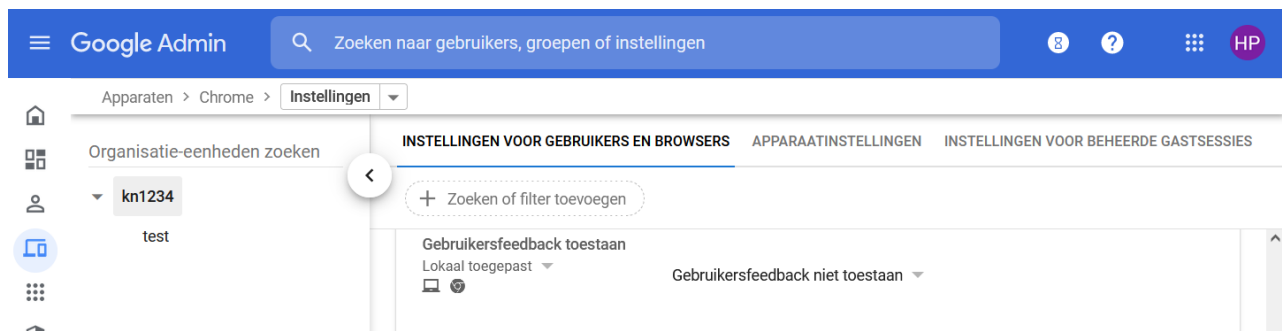 Google Admin
Zoeken naar gebruikers, groepen of instellingen
HP
Apparaten > Chrome > Instellingen
Organisatie-eenheden zoeken
kn1234
test
INSTELLINGEN VOOR GEBRUIKERS EN BROWSERS APPARAATINSTELLINGEN INSTELLINGEN VOOR BEHEERDE GASTSESSIES
+ Zoeken of filter toevoegen
Gebruikersfeedback toestaan
Lokaal toegepast
Gebruikersfeedback niet toestaan